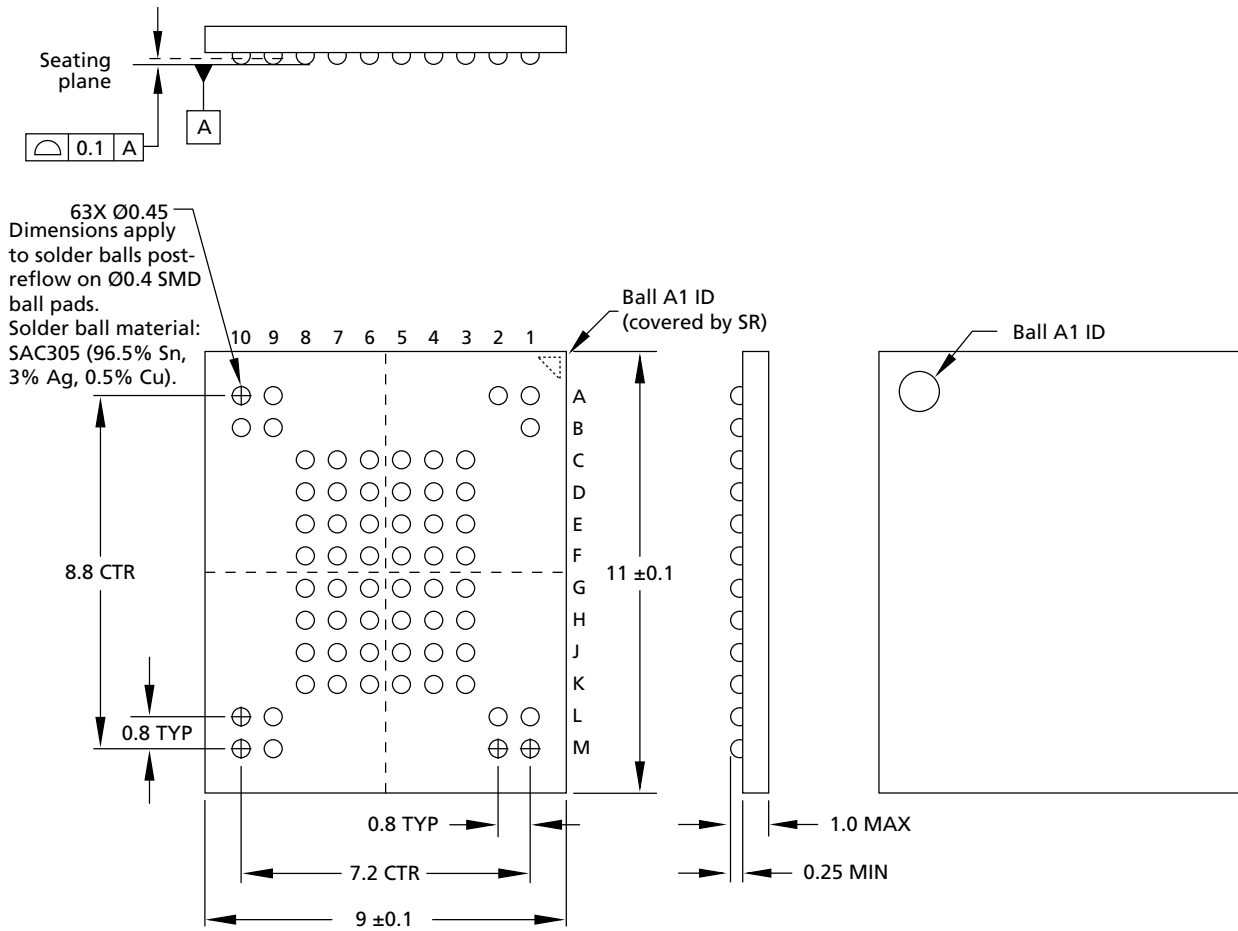 Seating
plane
0.1 A
A
63X Ø0.45
Dimensions apply
to solder balls post-
reflow on Ø0.4 SMD
ball pads.
Solder ball material:
SAC305 (96.5% Sn,
3% Ag, 0.5% Cu).
Ball A1 ID
(covered by SR)
Ball A1 ID
10 9 8 7 6 5 4 3 2 1
A
B
C
D
E
F
G
H
J
K
L
M
8.8 CTR
11 ±0.1
0.8 TYP
0.8 TYP
1.0 MAX
7.2 CTR
0.25 MIN
9 ±0.1